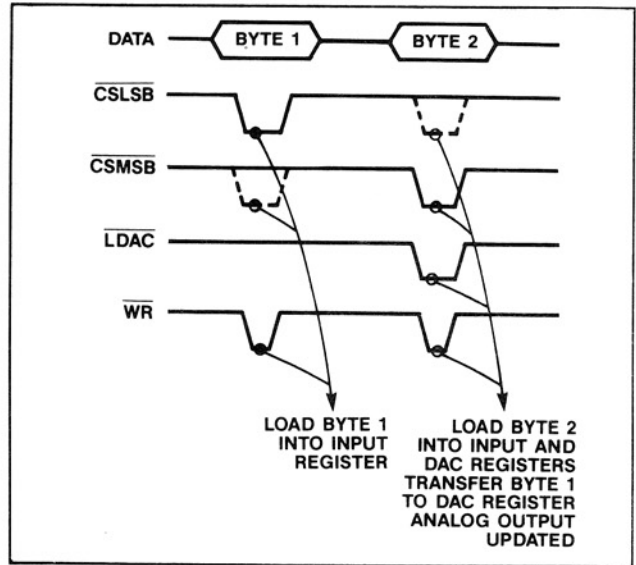 DATA BYTE 1 BYTE 2
CSLSB
CSMSB
LDAC
WR
LOAD BYTE 1
INTO INPUT
REGISTER
LOAD BYTE 2
INTO INPUT AND
DAC REGISTERS
TRANSFER BYTE 1
TO DAC REGISTER
ANALOG OUTPUT
UPDATED